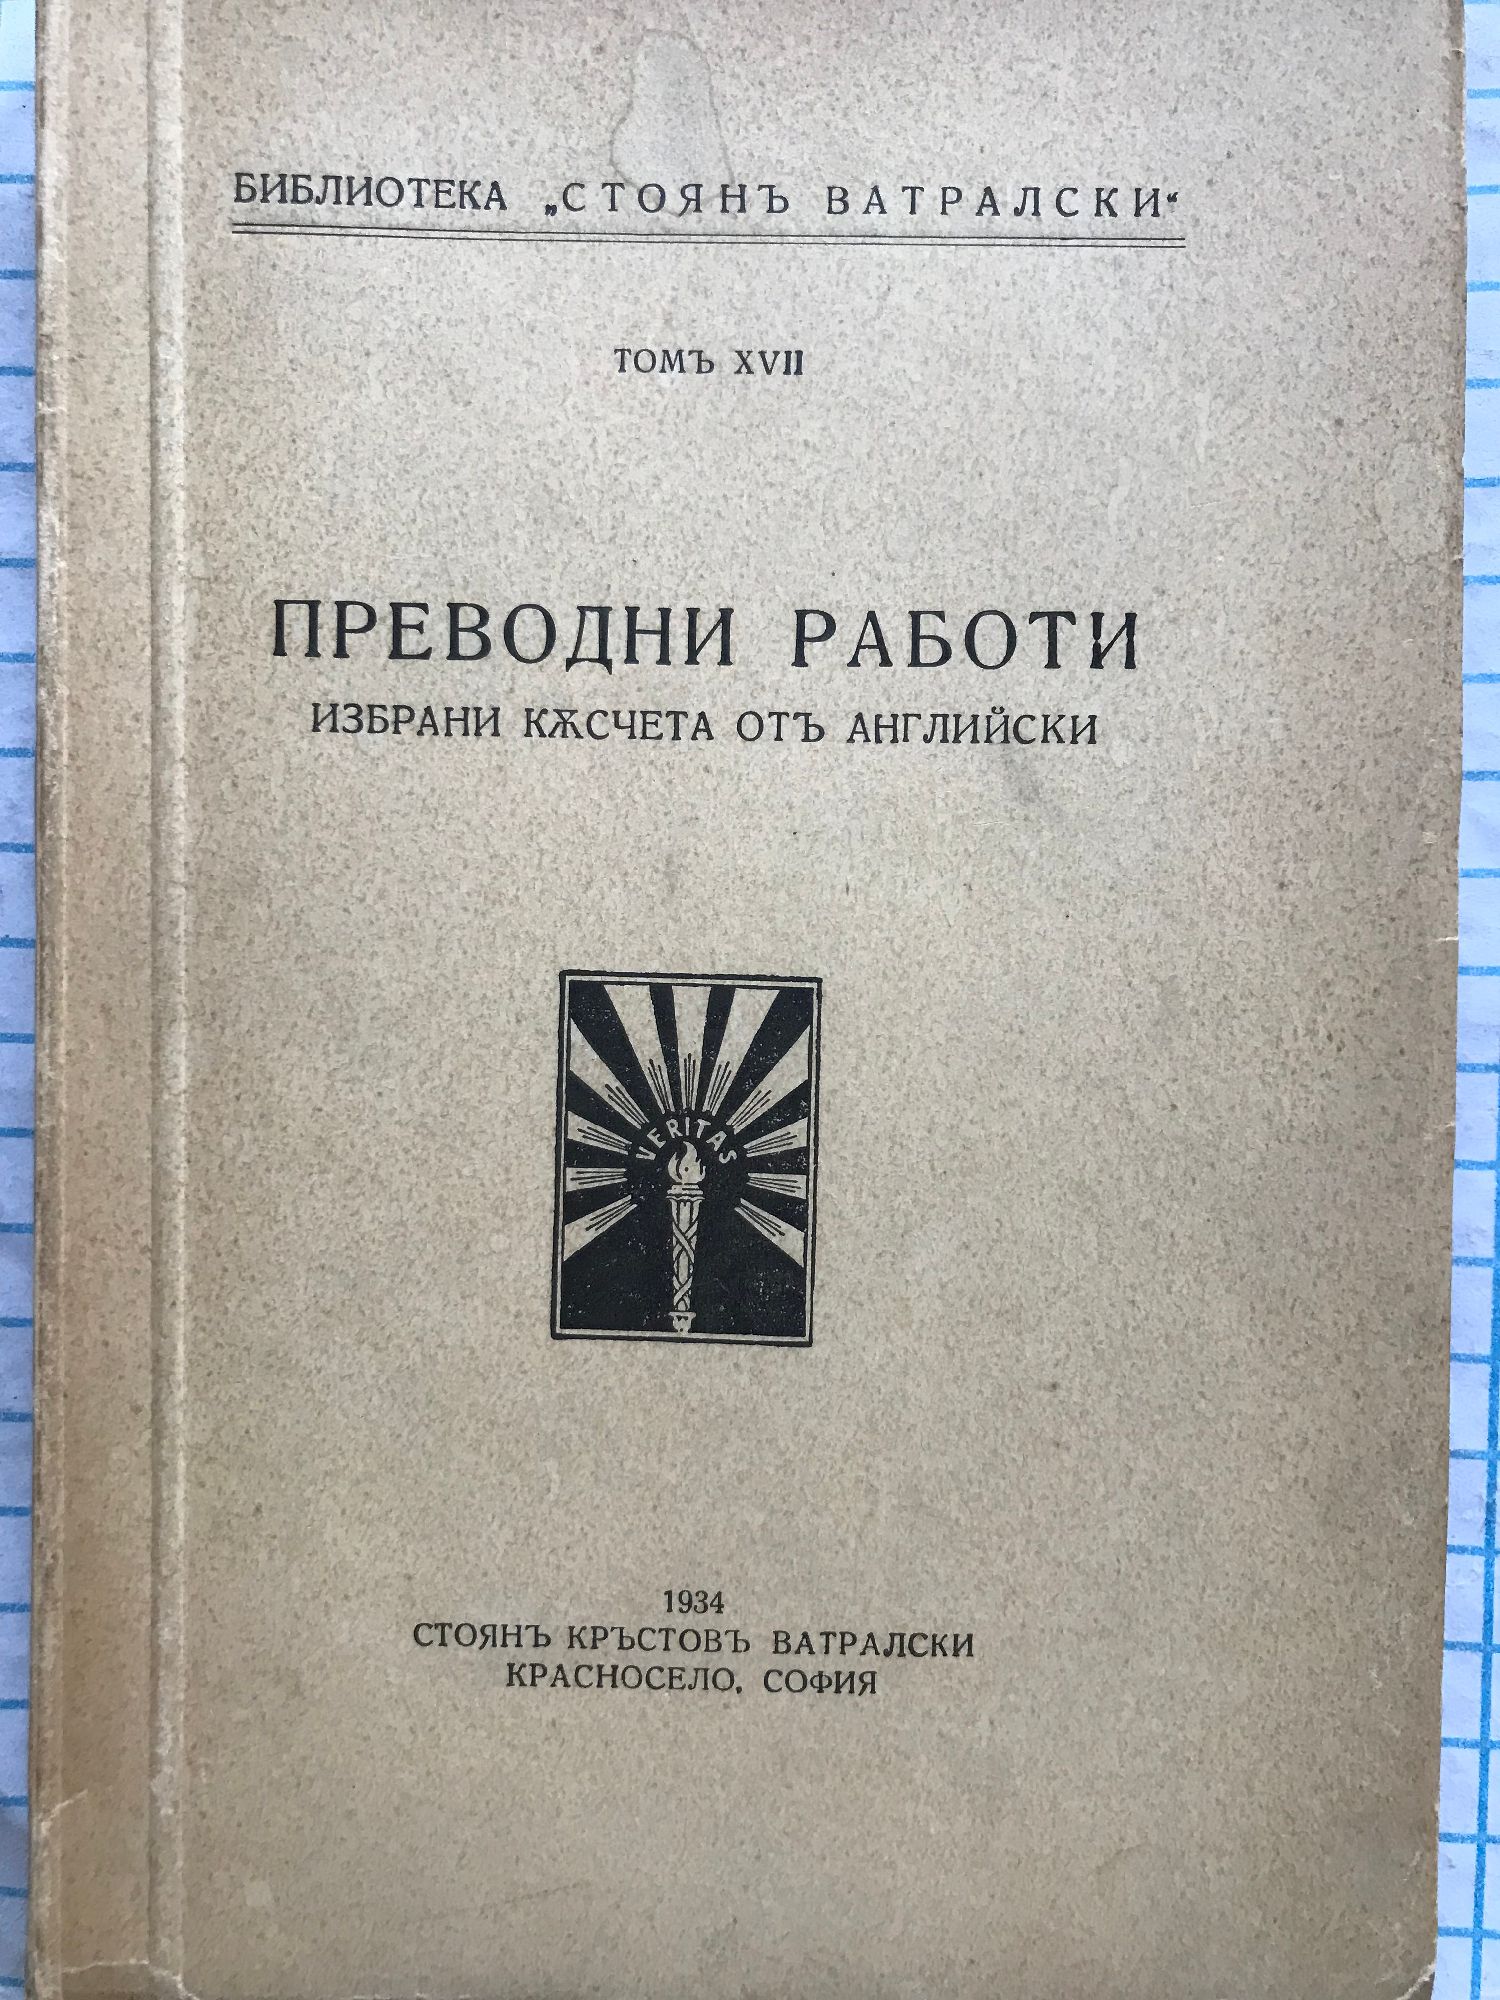 БИБЛИОТЕКА „СТОЯНЪ ВАТРАЛСКИ“
ТОМЪ XVII
ПРЕВОДНИ РАБОТИ
ИЗБРАНИ КѪСЧЕТА ОТЪ АНГЛИЙСКИ
VERITAS
1934
СТОЯНЪ КРЪСТОВЪ ВАТРАЛСКИ
КРАСНОСЕЛО, СОФИЯ